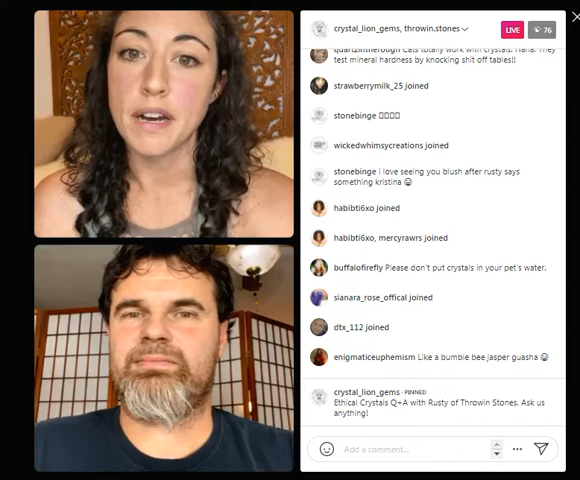 crystal_lion_gems, throwin.stones
LIVE
76
quartzintherough Cats totally work with crystals. Haha. They
test mineral hardness by knocking shit off tables!!
strawberrymilk_25 joined
stonebinge
wickedwhimsycreations joined
stonebinge i love seeing you blush after rusty says
something kristina 😂
habibti6xo joined
habibti6xo, mercyrawrs joined
buffalofirefly Please don't put crystals in your pet's water.
sianara_rose_offical joined
dtx_112 joined
enigmaticeuphemism Like a bumble bee jasper guasha 😂
crystal_lion_gems · PINNED
Ethical Crystals Q+A with Rusty of Throwin Stones. Ask us
anything!
Add a comment...